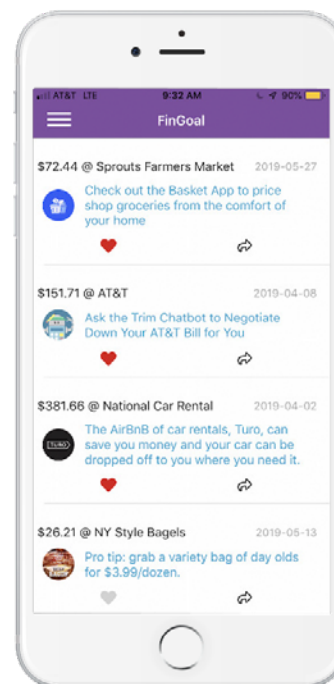 AT&T LTE 9:32 AM 90%
FinGoal
$72.44 @ Sprouts Farmers Market 2019-05-27
Check out the Basket App to price
shop groceries from the comfort of
your home
$151.71 @ AT&T 2019-04-08
Ask the Trim Chatbot to Negotiate
Down Your AT&T Bill for You
$381.66 @ National Car Rental 2019-04-02
The AirBnB of car rentals, Turo, can
save you money and your car can be
dropped off to you where you need it.
TURO
$26.21 @ NY Style Bagels 2019-05-13
Pro tip: grab a variety bag of day olds
for $3.99/dozen.